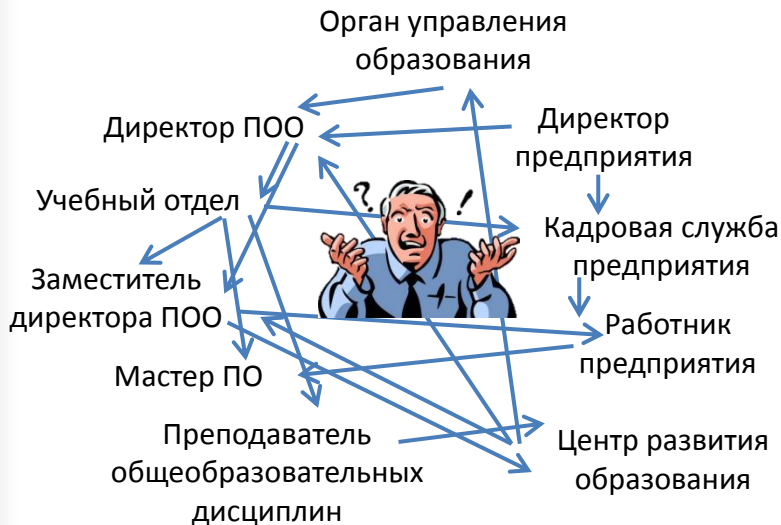 Орган управления
образования
Директор ПОО
Директор
предприятия
Учебный отдел
? !
Кадровая служба
предприятия
Заместитель
директора ПОО
Работник
предприятия
Мастер ПО
Преподаватель
общеобразовательных
дисциплин
Центр развития
образования